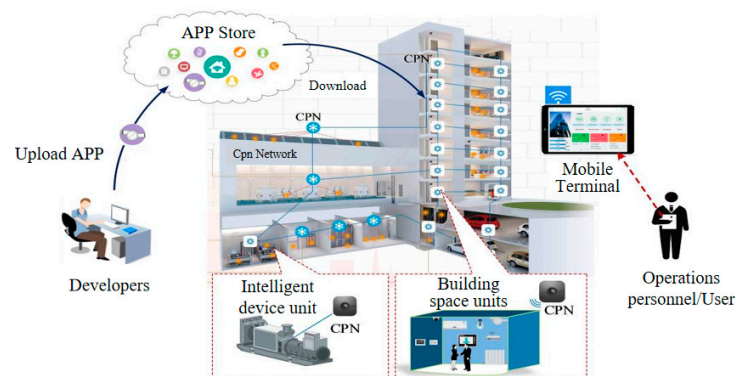 APP Store
CPN
Download
CPN
Upload APP
Cpn Network
Mobile
Terminal
Developers
Intelligent
device unit
CPN
Building
space units
CPN
Operations
personnel/User